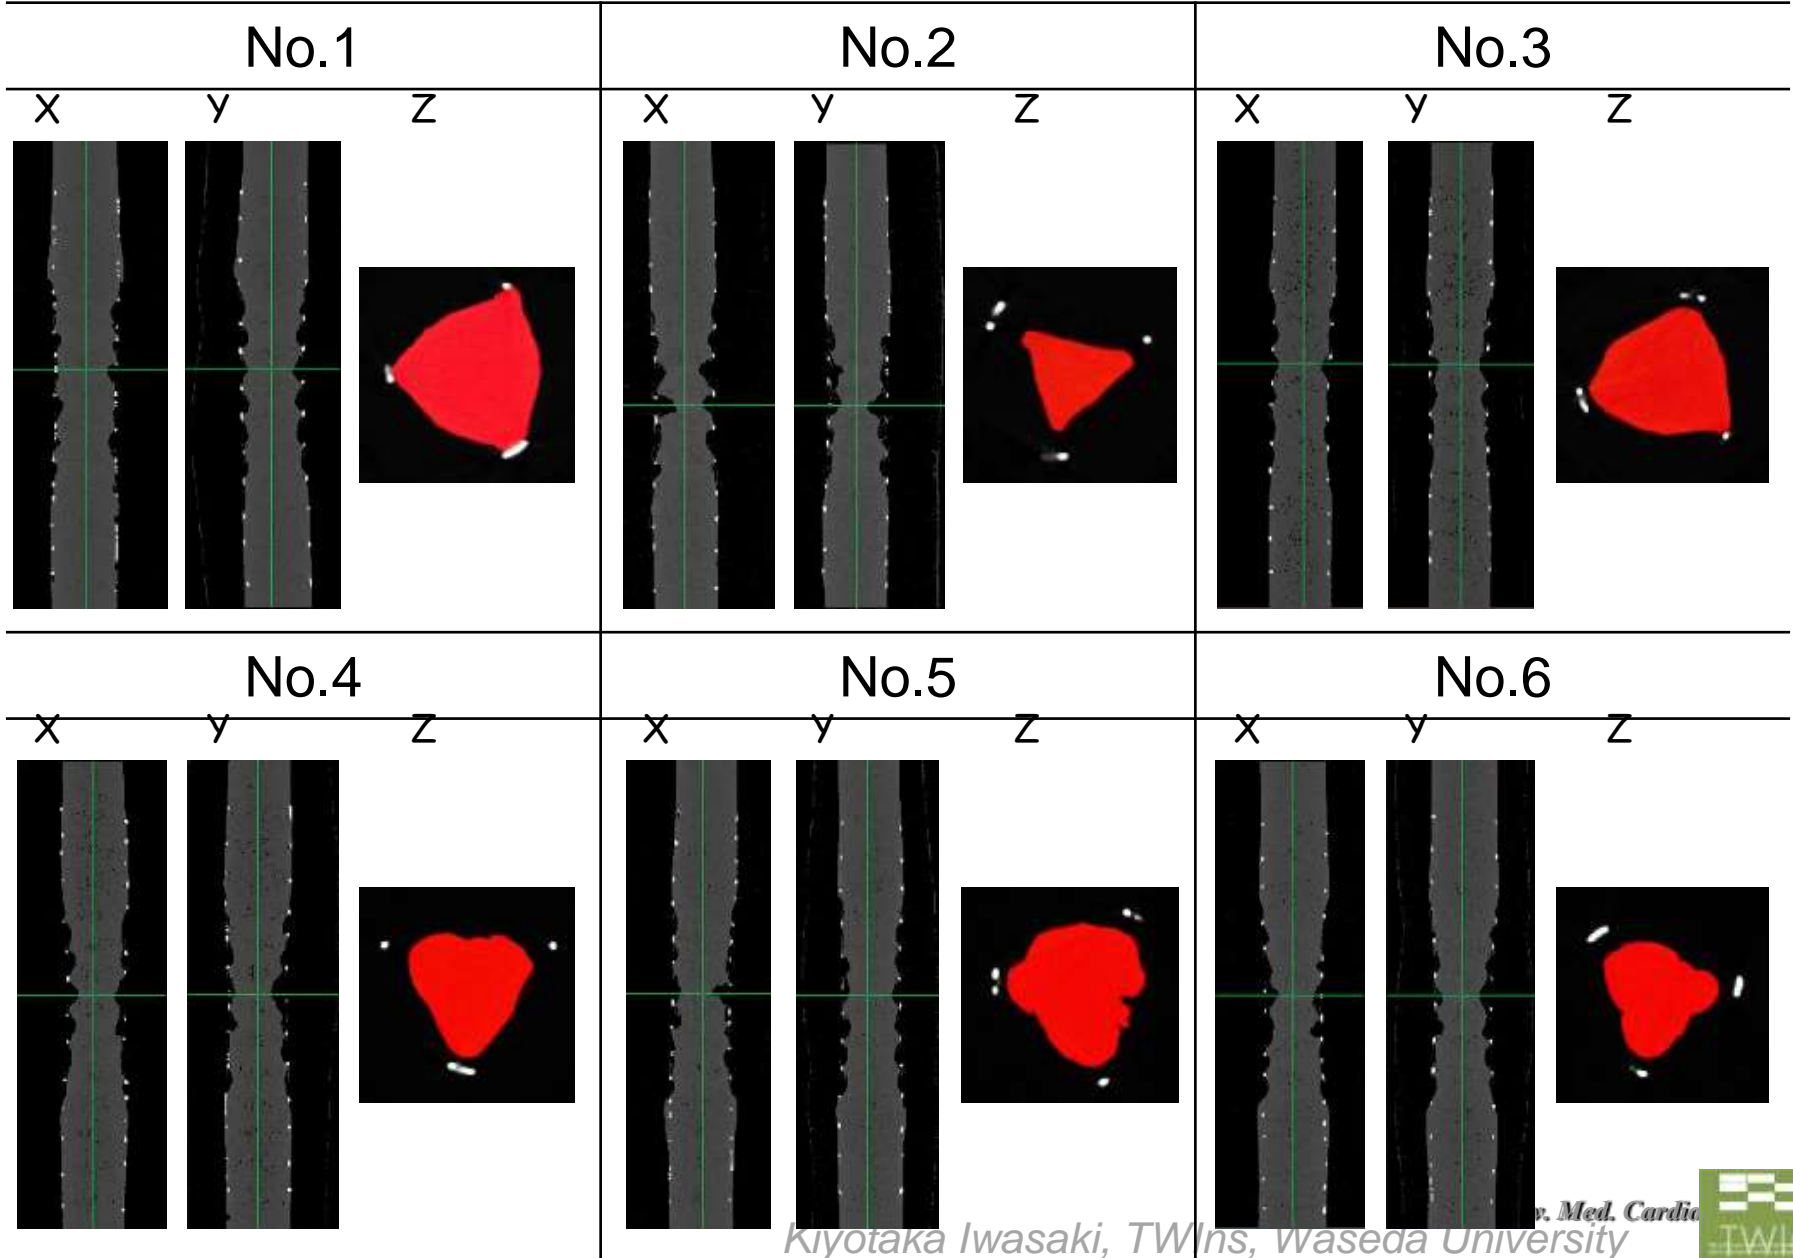 No.1 No.2 No.3
X Y Z X Y Z X Y Z
No.4 No.5 No.6
X Y Z X Y Z X Y Z
Med. Cardio
Kiyotaka Iwasaki, TWIns, Waseda University
TWI